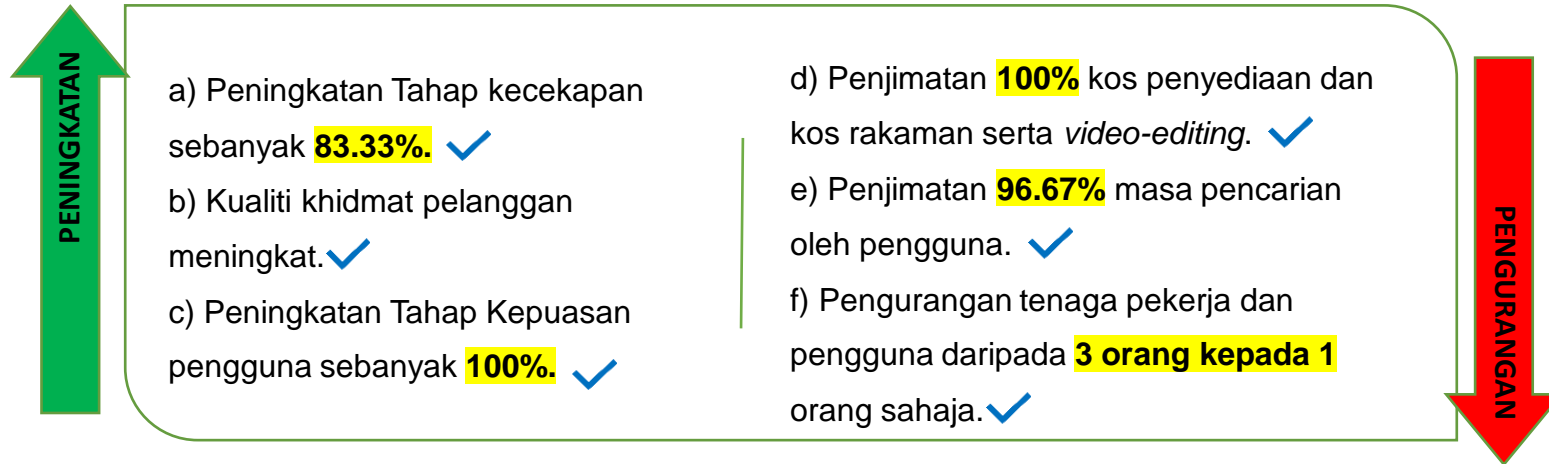 PENINGKATAN
a) Peningkatan Tahap kecekapan
sebanyak 83.33%.
b) Kualiti khidmat pelanggan
meningkat.
c) Peningkatan Tahap Kepuasan
pengguna sebanyak 100%.
d) Penjimatan 100% kos penyediaan dan
kos rakaman serta video-editing.
e) Penjimatan 96.67% masa pencarian
oleh pengguna.
f) Pengurangan tenaga pekerja dan
pengguna daripada 3 orang kepada 1
orang sahaja.
PENGURANGAN